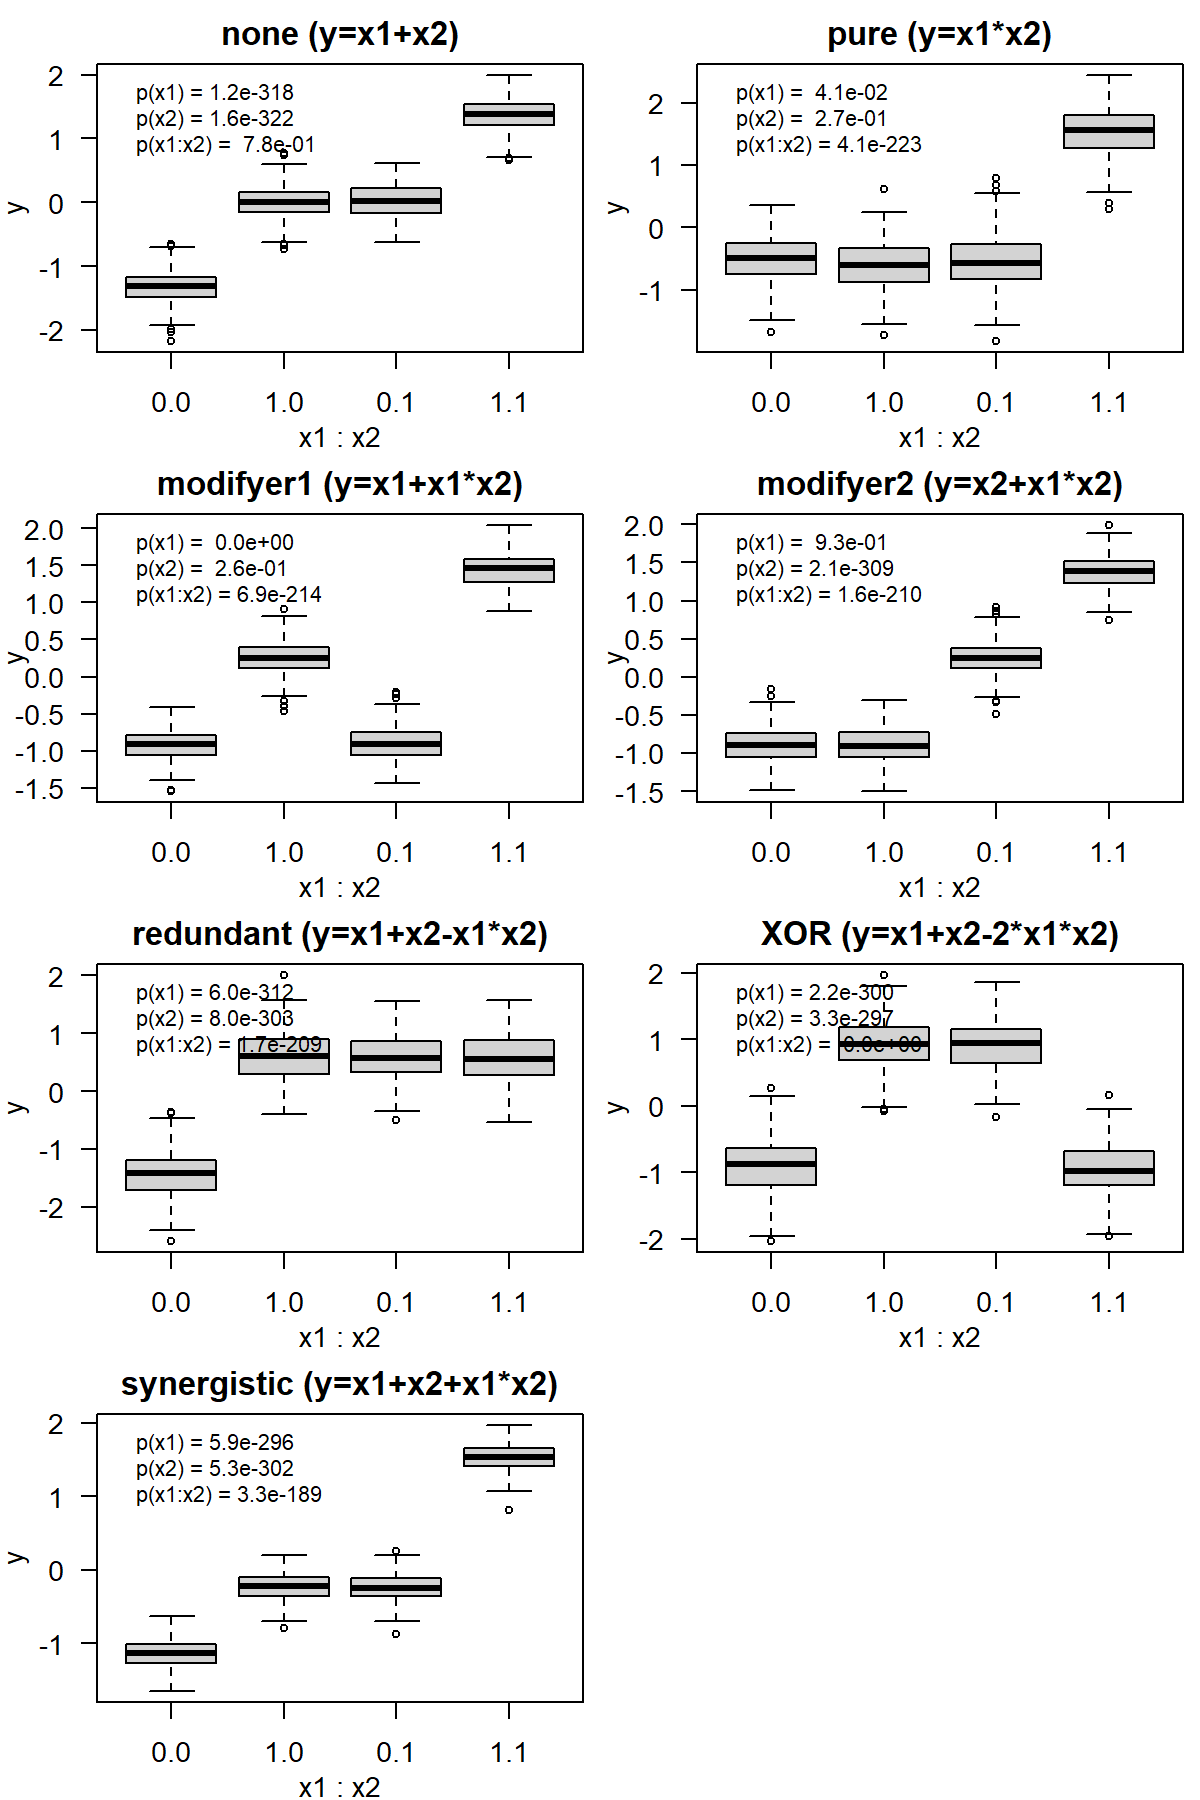 none (y=x1+x2)
p(x1) = 1.2e-318
p(x2) = 1.6e-322
p(x1:x2) = 7.8e-01
y
2
1
0
-1
-2
0.0 1.0 0.1 1.1
x1 : x2
pure (y=x1*x2)
p(x1) = 4.1e-02
p(x2) = 2.7e-01
p(x1:x2) = 4.1e-223
y
2
1
0
-1
0.0 1.0 0.1 1.1
x1 : x2
modifyer1 (y=x1+x1*x2)
p(x1) = 0.0e+00
p(x2) = 2.6e-01
p(x1:x2) = 6.9e-214
y
2.0
1.5
1.0
0.5
0.0
-0.5
-1.0
-1.5
0.0 1.0 0.1 1.1
x1 : x2
modifyer2 (y=x2+x1*x2)
p(x1) = 9.3e-01
p(x2) = 2.1e-309
p(x1:x2) = 1.6e-210
y
2.0
1.5
1.0
0.5
0.0
-0.5
-1.0
-1.5
0.0 1.0 0.1 1.1
x1 : x2
redundant (y=x1+x2-x1*x2)
p(x1) = 6.0e-312
p(x2) = 8.0e-303
p(x1:x2) = 1.7e-209
y
2
1
0
-1
-2
0.0 1.0 0.1 1.1
x1 : x2
XOR (y=x1+x2-2*x1*x2)
p(x1) = 2.2e-300
p(x2) = 3.3e-297
p(x1:x2) = 0.0e+00
y
2
1
0
-1
-2
0.0 1.0 0.1 1.1
x1 : x2
synergistic (y=x1+x2+x1*x2)
p(x1) = 5.9e-296
p(x2) = 5.3e-302
p(x1:x2) = 3.3e-189
y
2
1
0
-1
0.0 1.0 0.1 1.1
x1 : x2